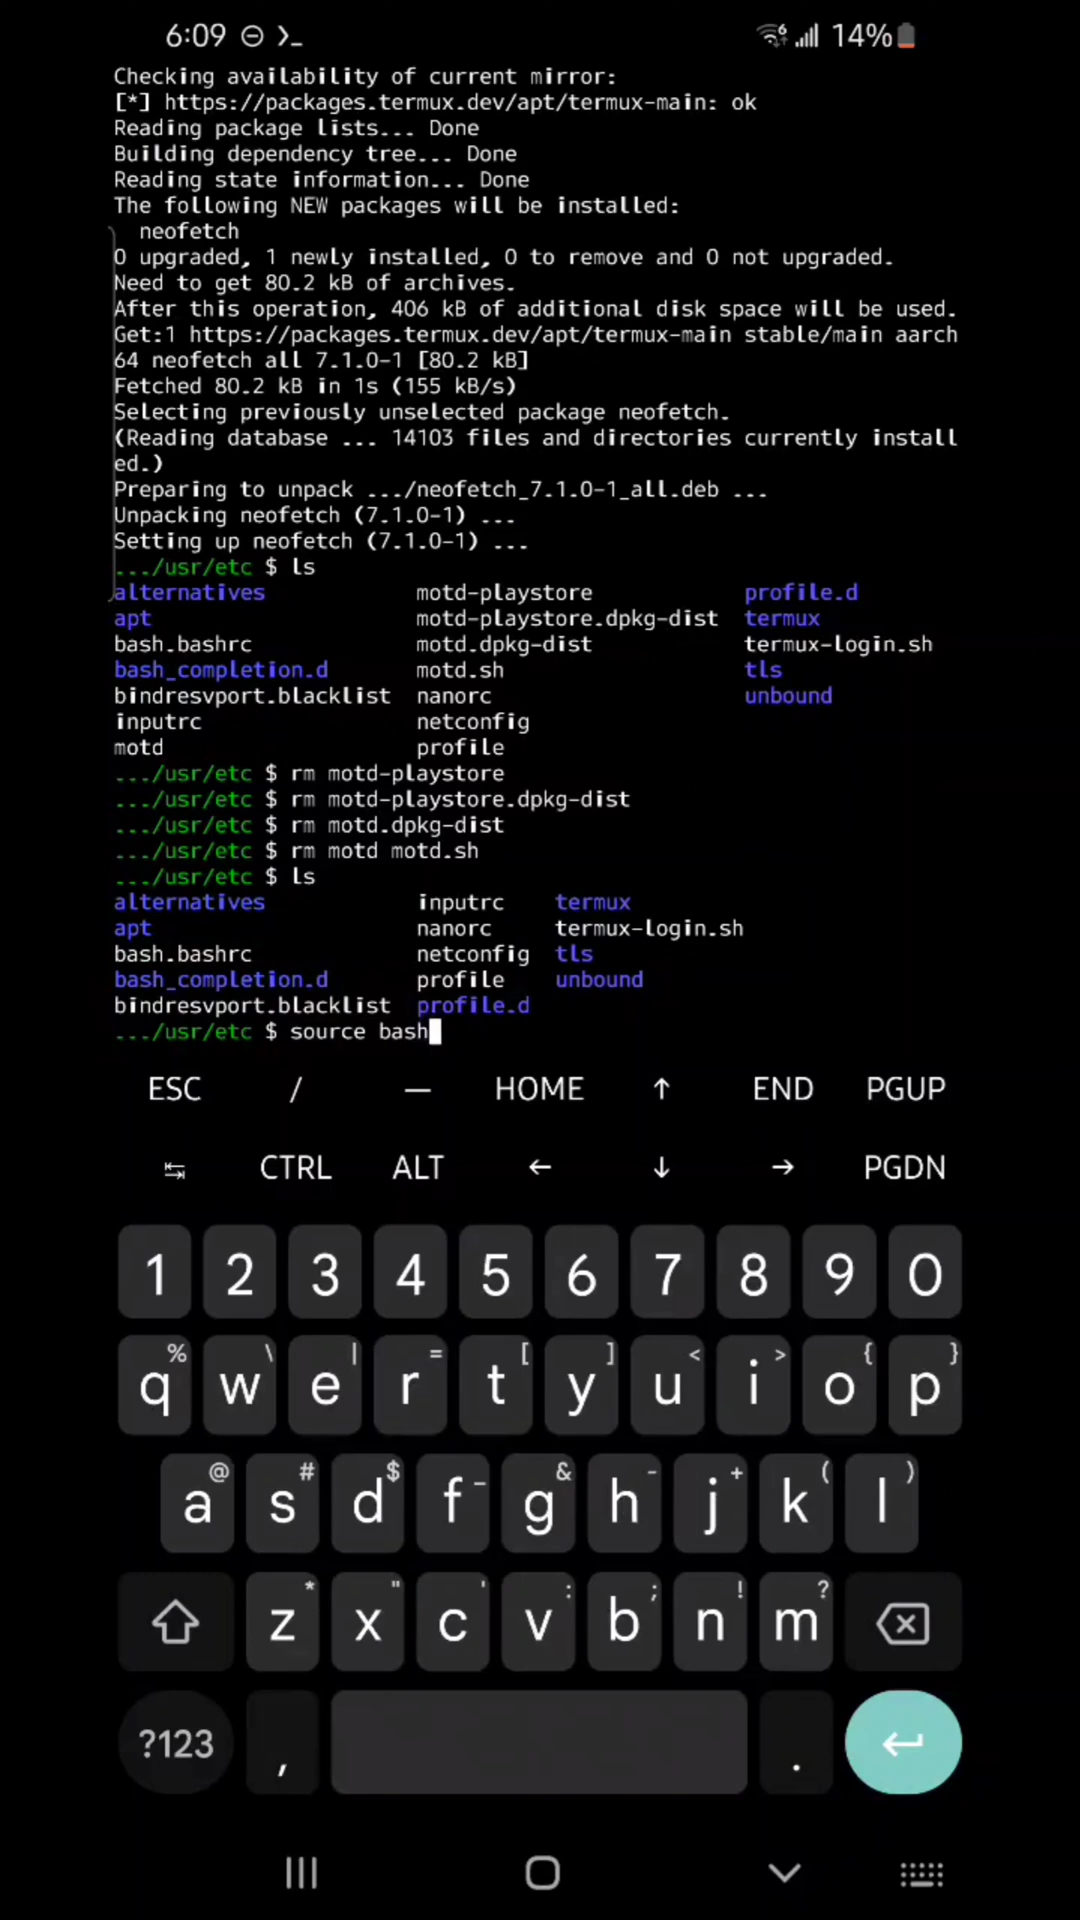 6:09 14%
Checking availability of current mirror:
[*] https://packages.termux.dev/apt/termux-main: ok
Reading package lists... Done
Building dependency tree... Done
Reading state information... Done
The following NEW packages will be installed:
neofetch
0 upgraded, 1 newly installed, 0 to remove and 0 not upgraded.
Need to get 80.2 kB of archives.
After this operation, 406 kB of additional disk space will be used.
Get:1 https://packages.termux.dev/apt/termux-main stable/main aarch
64 neofetch all 7.1.0-1 [80.2 kB]
Fetched 80.2 kB in 1s (155 kB/s)
Selecting previously unselected package neofetch.
(Reading database ... 14103 files and directories currently install
ed.)
Preparing to unpack .../neofetch_7.1.0-1_all.deb ...
Unpacking neofetch (7.1.0-1) ...
Setting up neofetch (7.1.0-1) ...
.../usr/etc $ ls
alternatives motd-playstore profile.d
apt motd-playstore.dpkg-dist termux
bash.bashrc motd.dpkg-dist termux-login.sh
bash_completion.d motd.sh tls
bindresvport.blacklist nanorc unbound
inputrc netconfig
motd profile
.../usr/etc $ rm motd-playstore
.../usr/etc $ rm motd-playstore.dpkg-dist
.../usr/etc $ rm motd.dpkg-dist
.../usr/etc $ rm motd motd.sh
.../usr/etc $ ls
alternatives inputrc termux
apt nanorc termux-login.sh
bash.bashrc netconfig tls
bash_completion.d profile unbound
bindresvport.blacklist profile.d
.../usr/etc $ source bash
ESC / — HOME ↑ END PGUP
↹ CTRL ALT ← ↓ → PGDN
1 2 3 4 5 6 7 8 9 0
% \ | = [ ] < > { }
q w e r t y u i o p
@ # $ _ & - + ( )
a s d f g h j k l
* " ' : ; ! ?
z x c v b n m
?123 , .